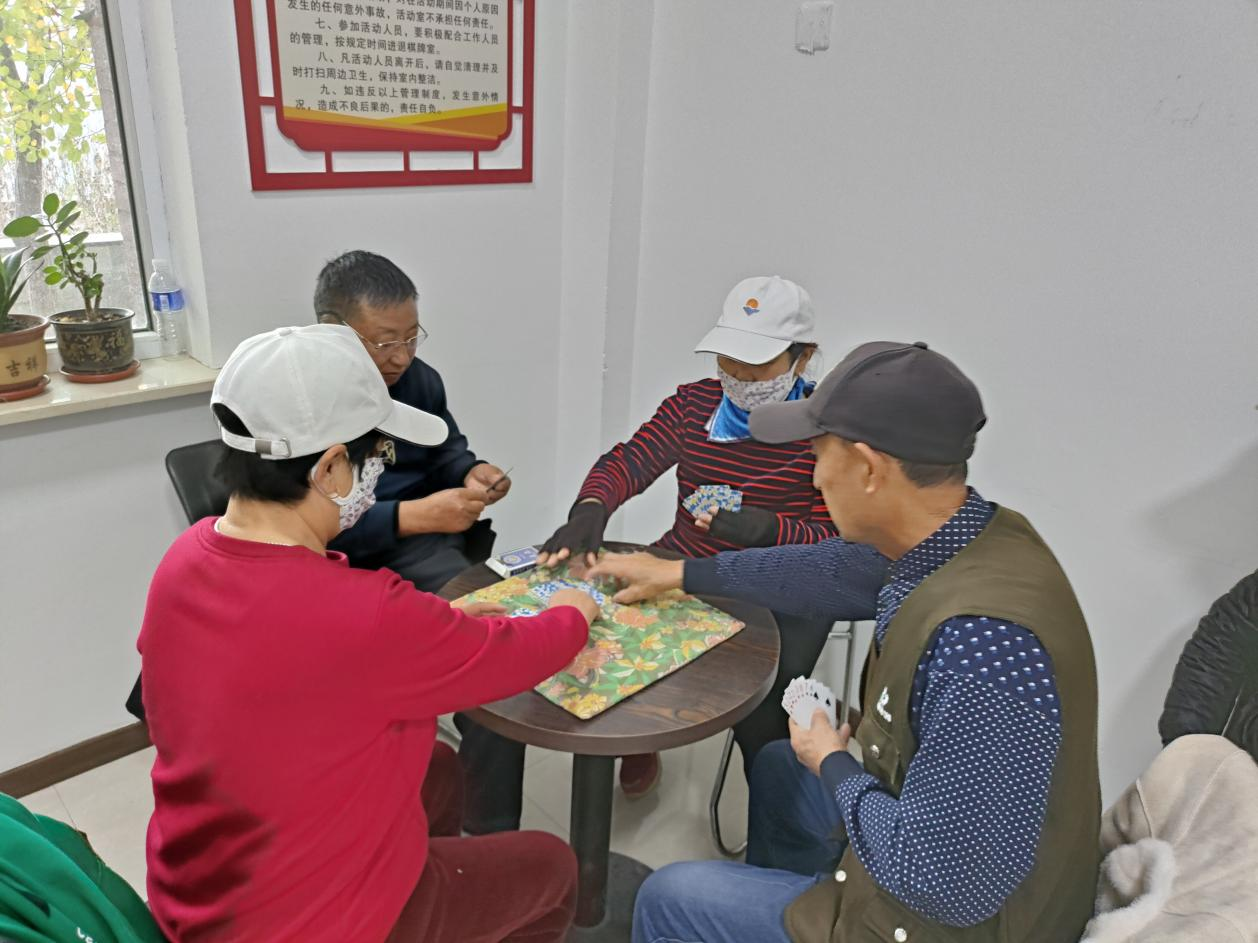 发生的任何意外事故，活动室不承担任何责任。
七、参加活动人员，要积极配合工作人员
的管理，按规定时间进退棋牌室。
八、凡活动人员离开后，请自觉清理并及
时打扫周边卫生，保持室内整洁。
九、如违反以上管理制度，发生意外情
况，造成不良后果的，责任自负。
吉祥